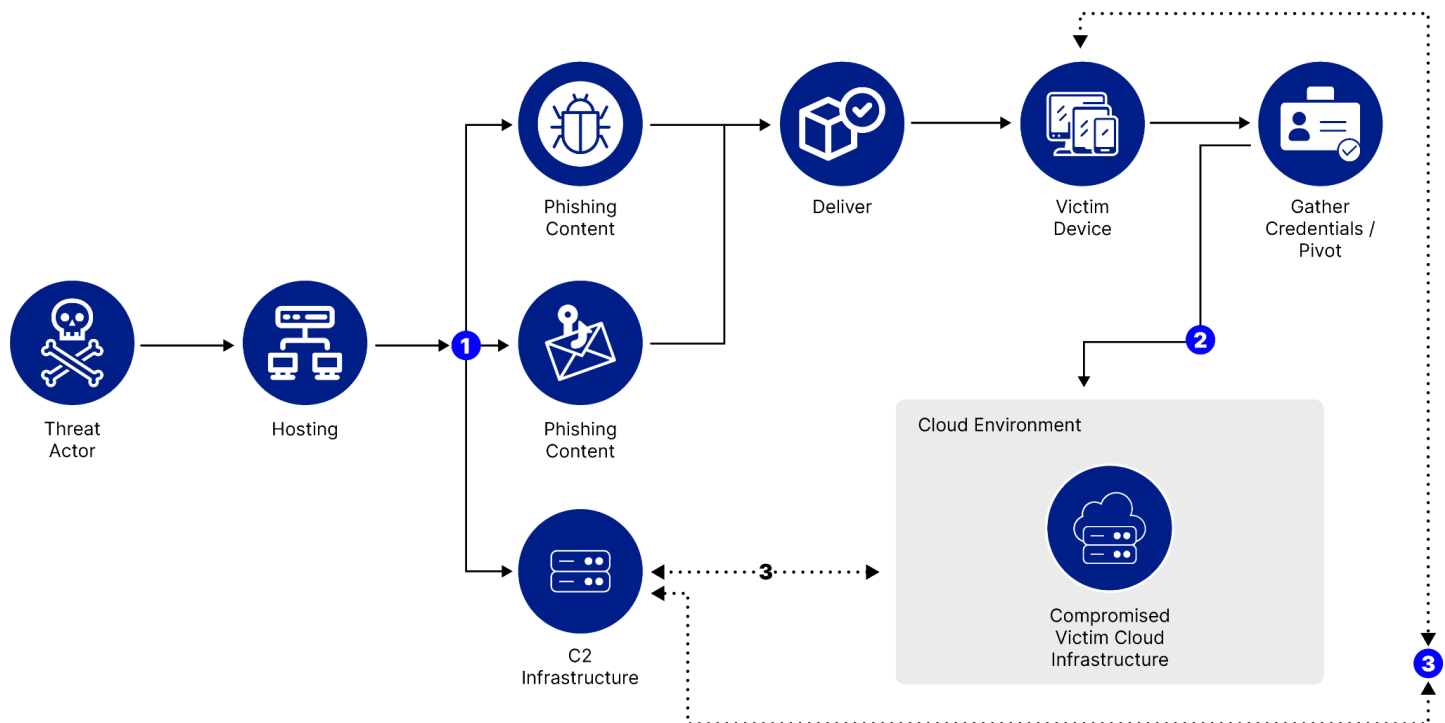 Phishing
Content
Deliver
Victim
Device
Gather
Credentials /
Pivot
Threat
Actor
Hosting
1
Phishing
Content
2
Cloud Environment
3
C2
Infrastructure
Compromised
Victim Cloud
Infrastructure
3